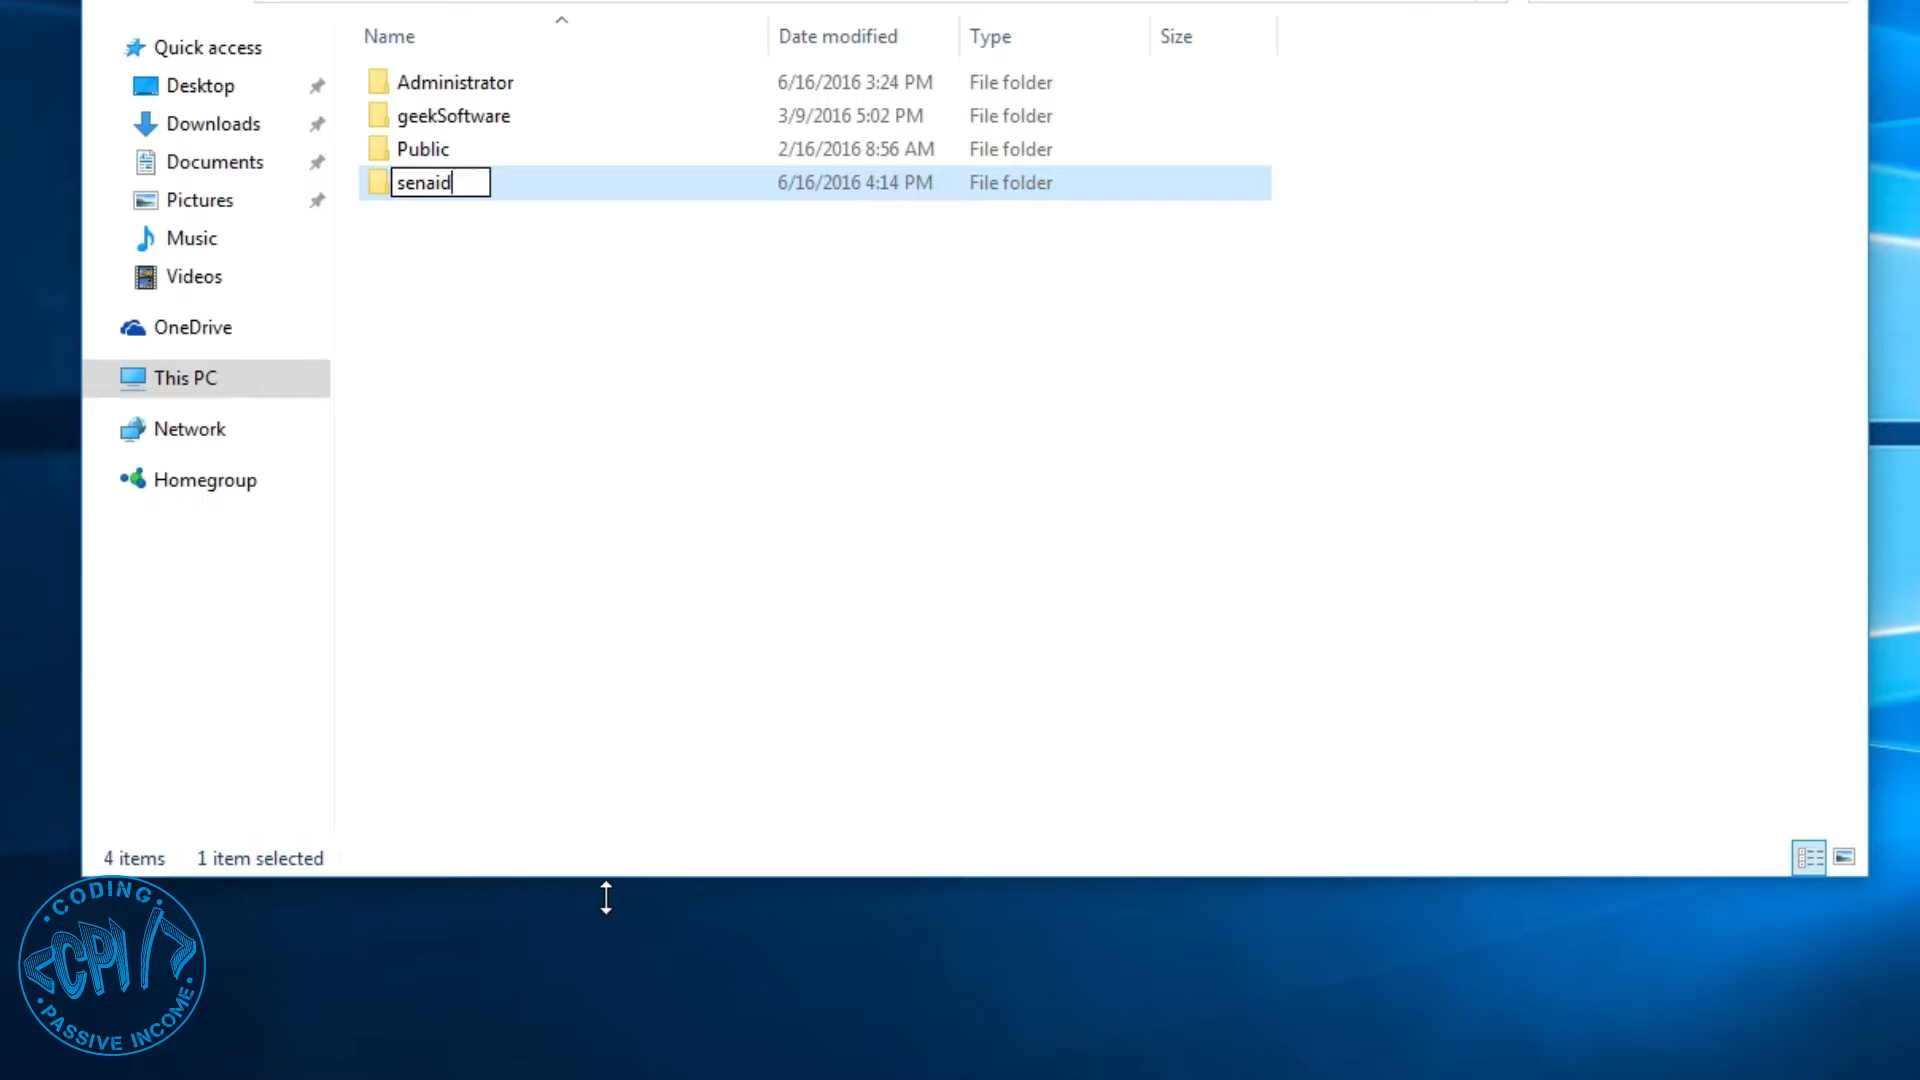 Name Date modified Type Size
Quick access
Desktop
Downloads
Documents
Pictures
Music
Videos
OneDrive
This PC
Network
Homegroup
Administrator 6/16/2016 3:24 PM File folder
geekSoftware 3/9/2016 5:02 PM File folder
Public 2/16/2016 8:56 AM File folder
senaid 6/16/2016 4:14 PM File folder
4 items 1 item selected
CODING
<CPI/>
PASSIVE INCOME